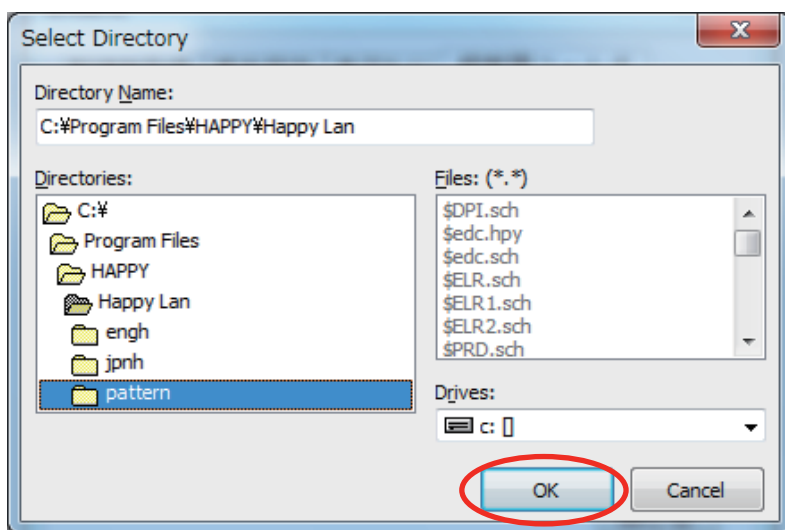 Select Directory
Directory Name:
C:¥Program Files¥HAPPY¥Happy Lan
Directories:
C:¥
Program Files
HAPPY
Happy Lan
engh
jpnh
pattern
Files: (*.*)
$DPI.sch
$edc.hpy
$edc.sch
$ELR.sch
$ELR1.sch
$ELR2.sch
$PRD.sch
Drives:
c: []
OK
Cancel